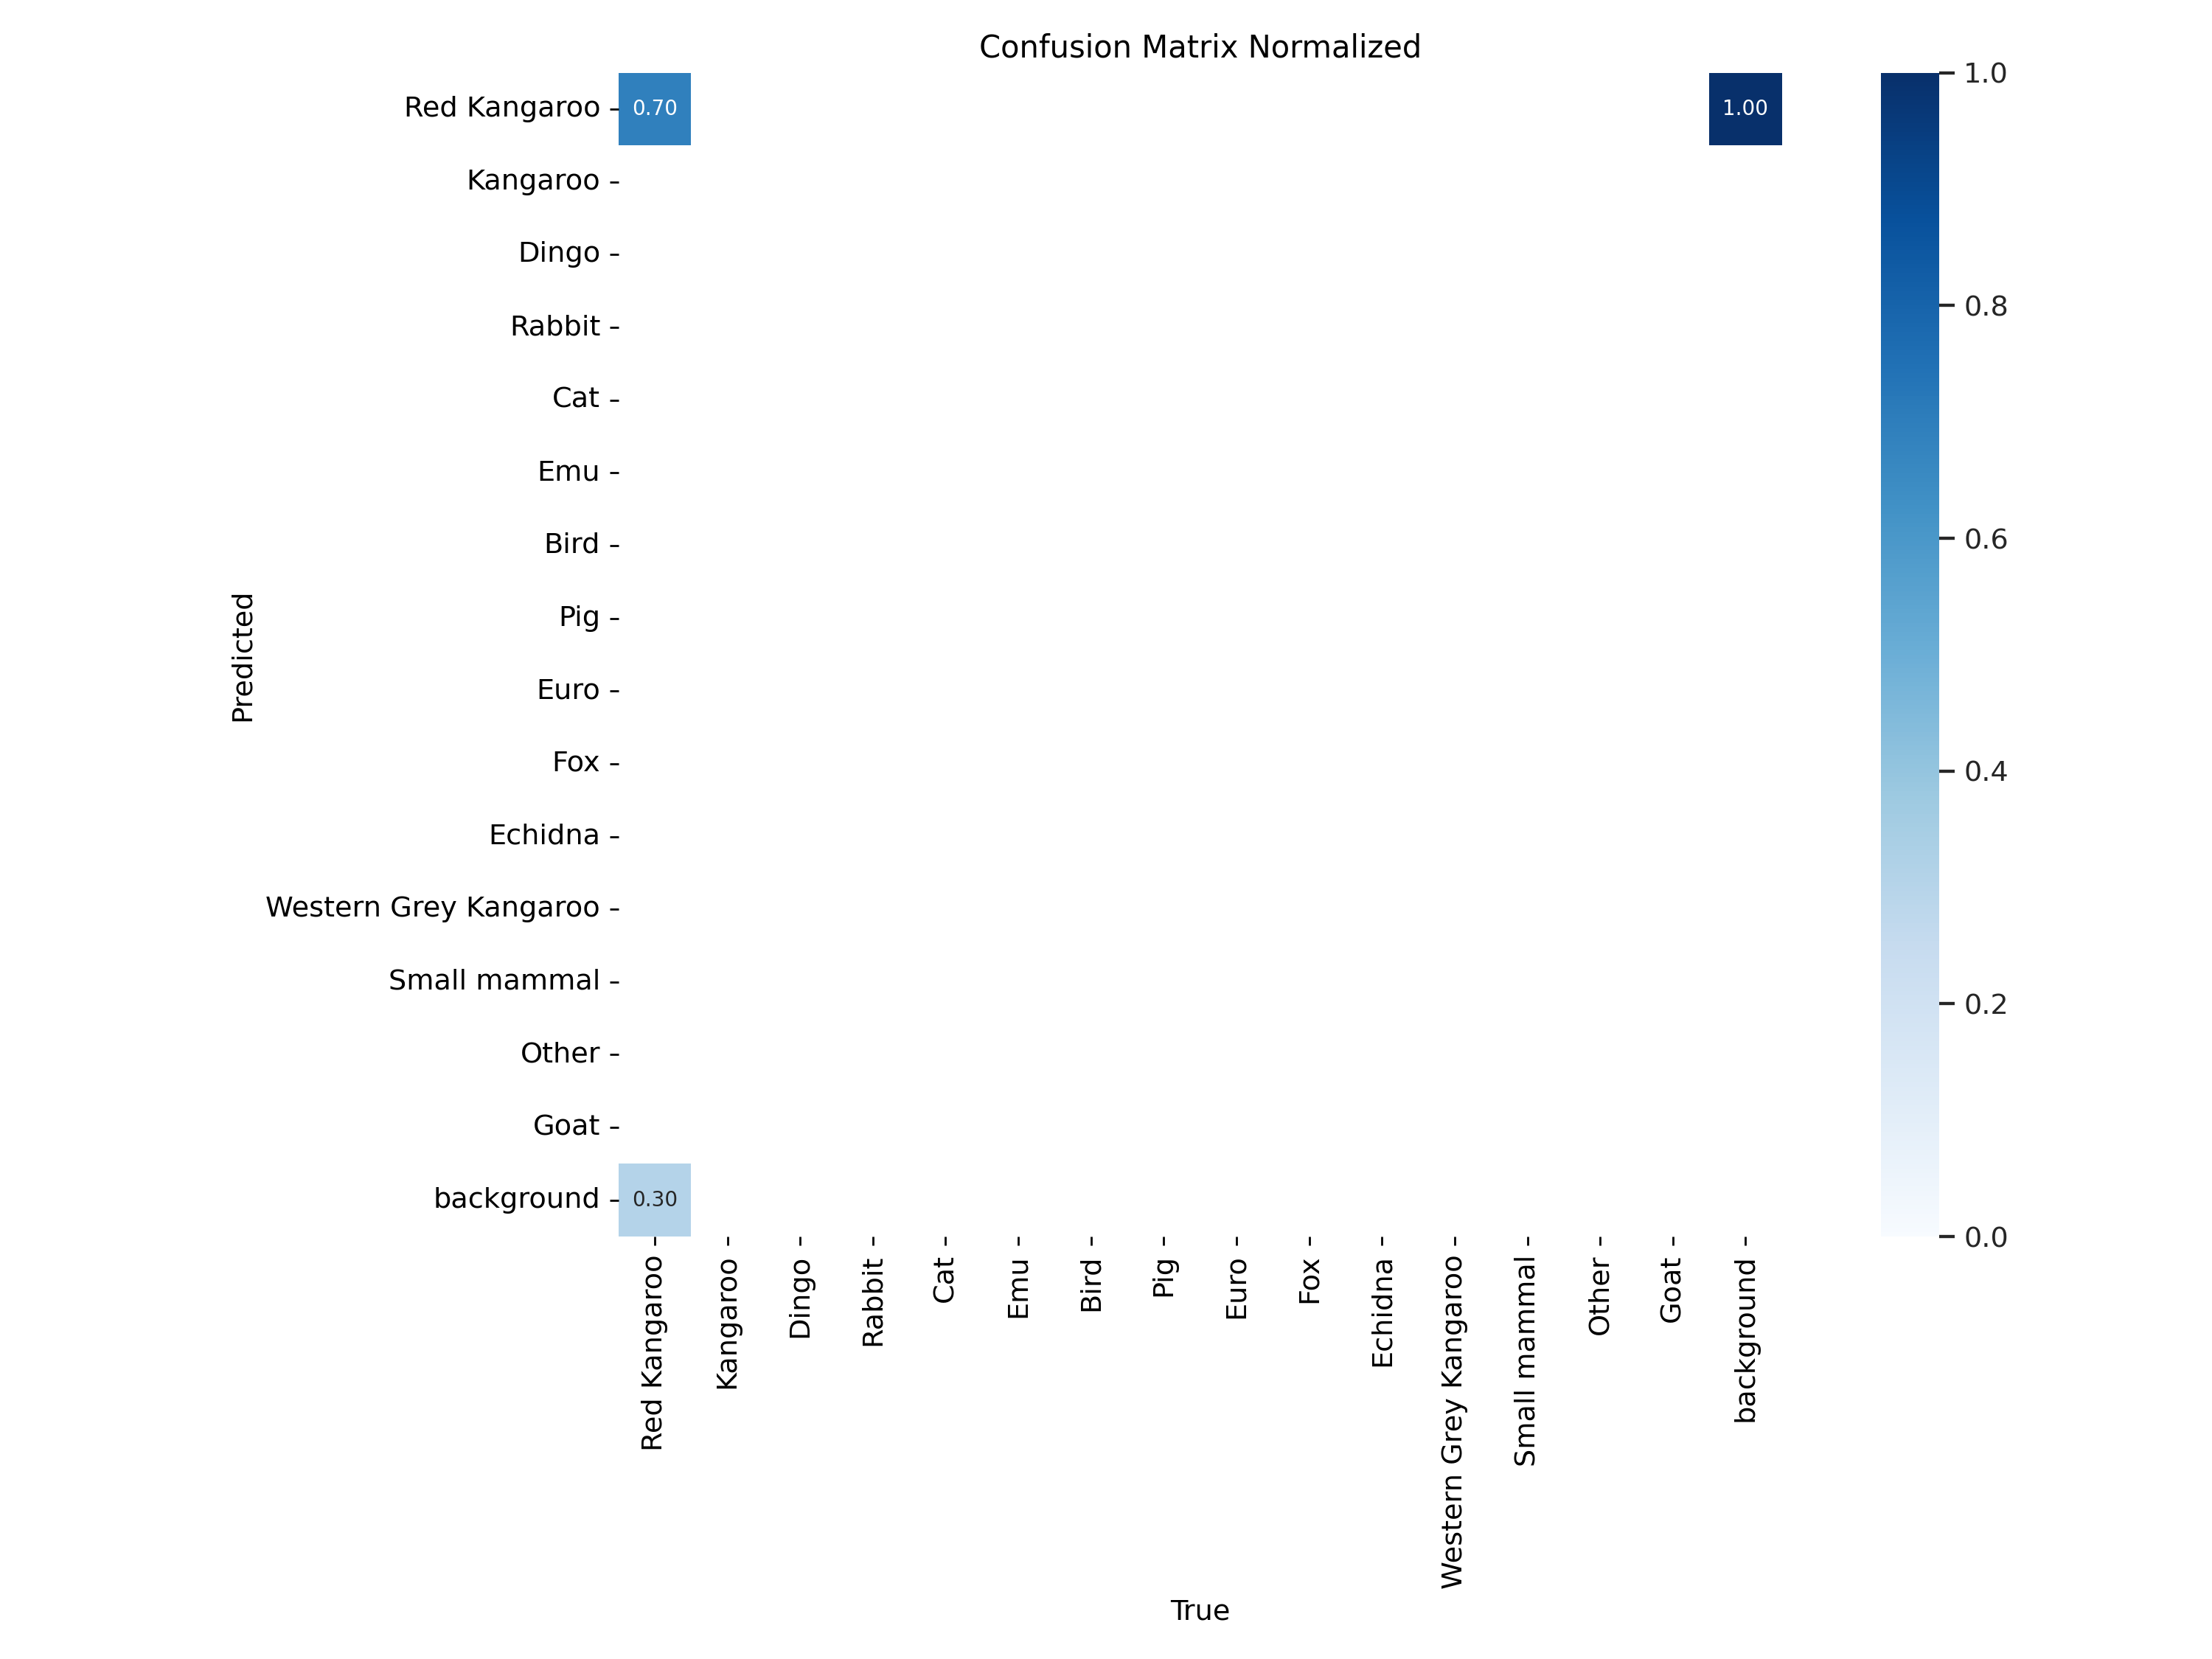 Confusion Matrix Normalized
Red Kangaroo
0.70
1.00
Kangaroo
Dingo
Rabbit
Cat
Emu
Bird
Pig
Euro
Fox
Echidna
Western Grey Kangaroo
Small mammal
Other
Goat
background
0.30
Predicted
Red Kangaroo
Kangaroo
Dingo
Rabbit
Cat
Emu
Bird
Pig
Euro
Fox
Echidna
Western Grey Kangaroo
Small mammal
Other
Goat
background
True
1.0
0.8
0.6
0.4
0.2
0.0